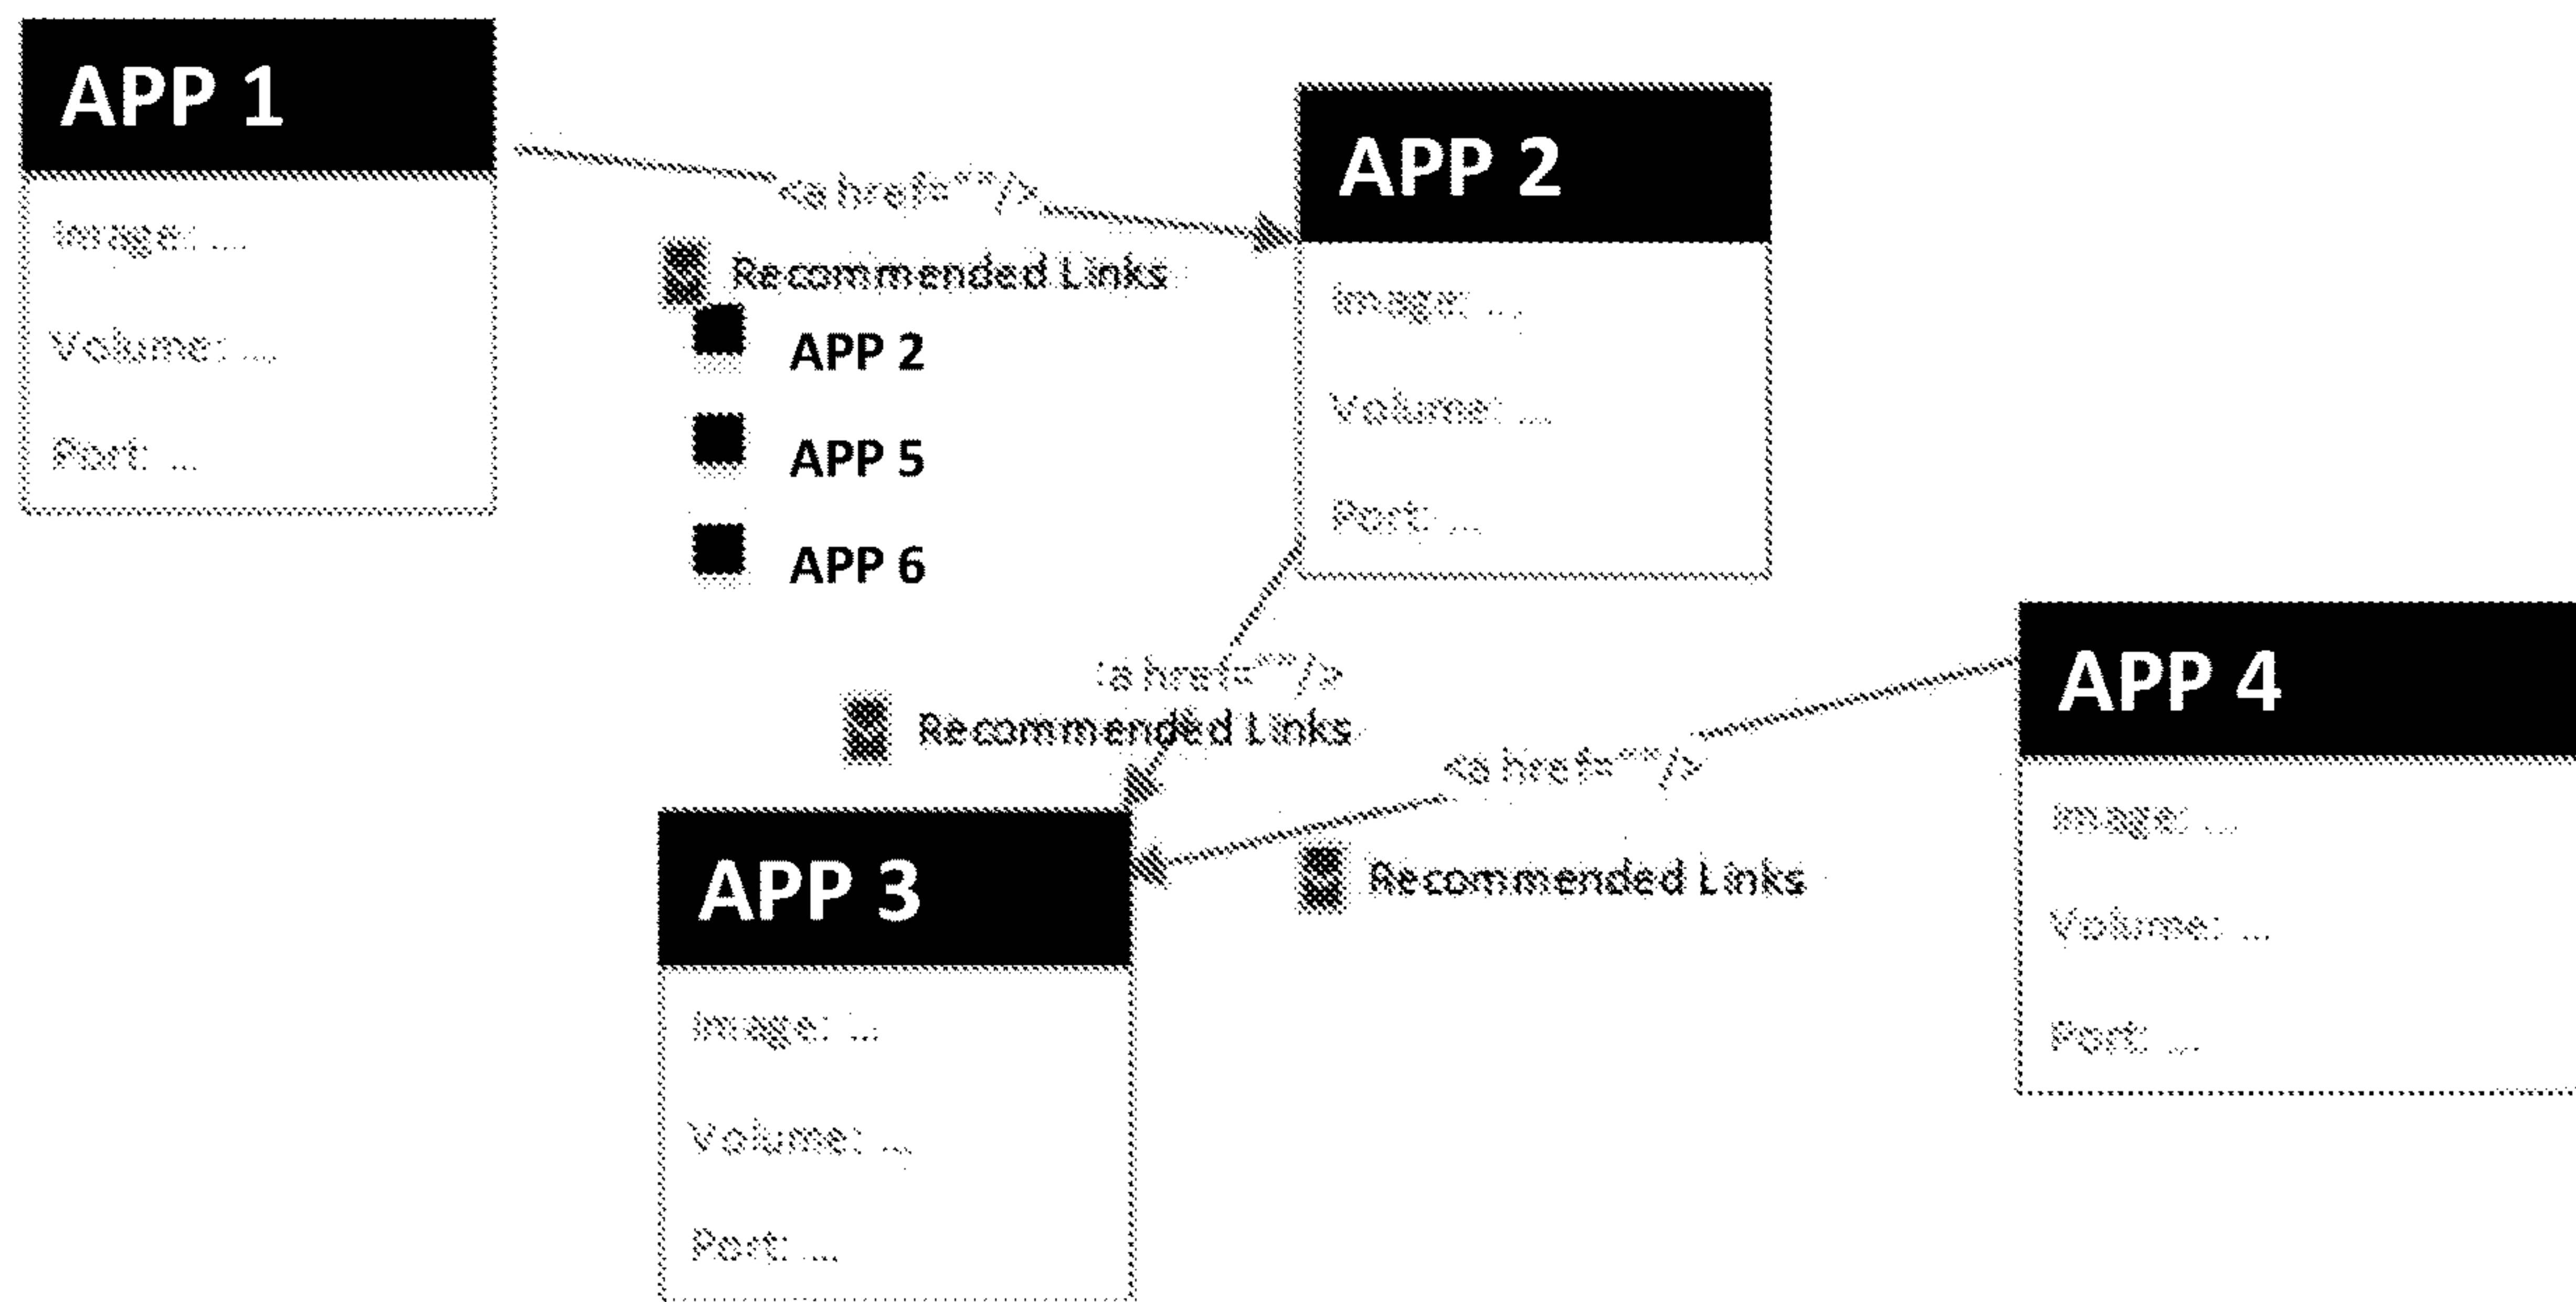 APP 1
Image: ...
Volume: ...
Port: ...
<a href=""/>
Recommended Links
APP 2
APP 5
APP 6
APP 2
Image: ...
Volume: ...
Port: ...
<a href=""/>
Recommended Links
APP 4
Image: ...
Volume: ...
Port: ...
<a href=""/>
Recommended Links
APP 3
Image: ...
Volume: ...
Port: ...